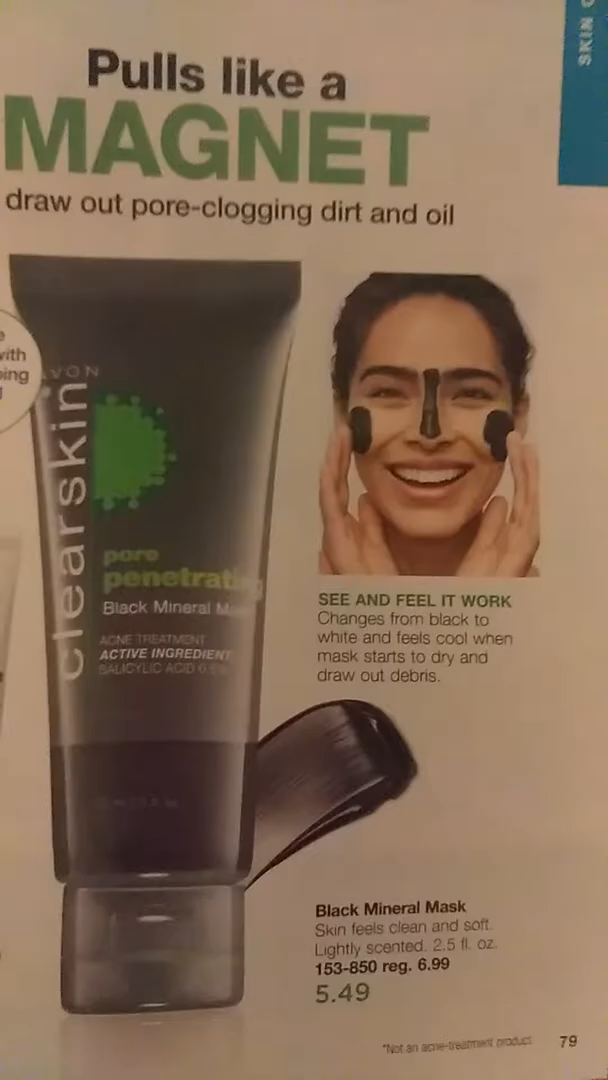 SKIN C
Pulls like a
MAGNET
draw out pore-clogging dirt and oil
with
AVON
clearskin
pore
penetrating
Black Mineral M
ACNE TREATMENT
ACTIVE INGREDIENT
SALICYLIC ACID
SEE AND FEEL IT WORK
Changes from black to
white and feels cool when
mask starts to dry and
draw out debris.
Black Mineral Mask
Skin feels clean and soft.
Lightly scented. 2.5 fl. oz.
153-850 reg. 6.99
5.49
*Not an acne-treatment product. 79